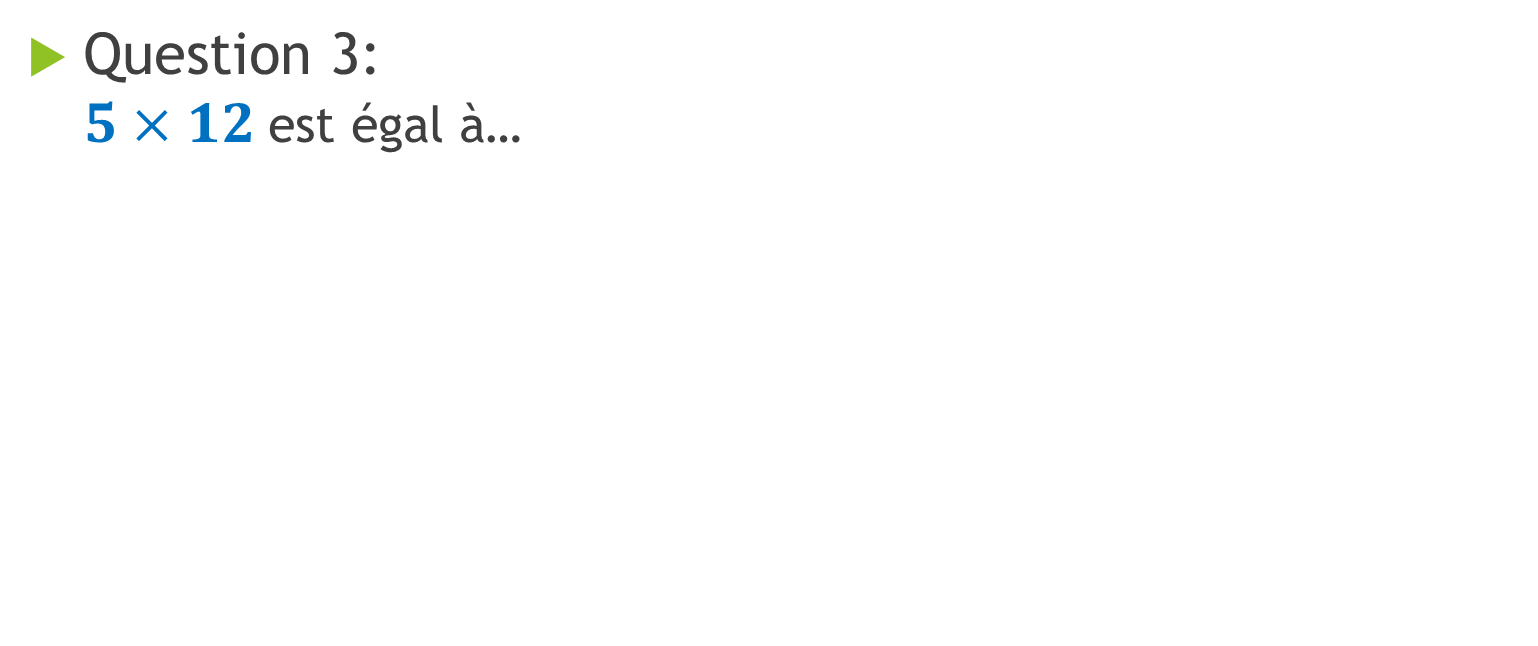 Question 3:
5 × 12 est égal à…